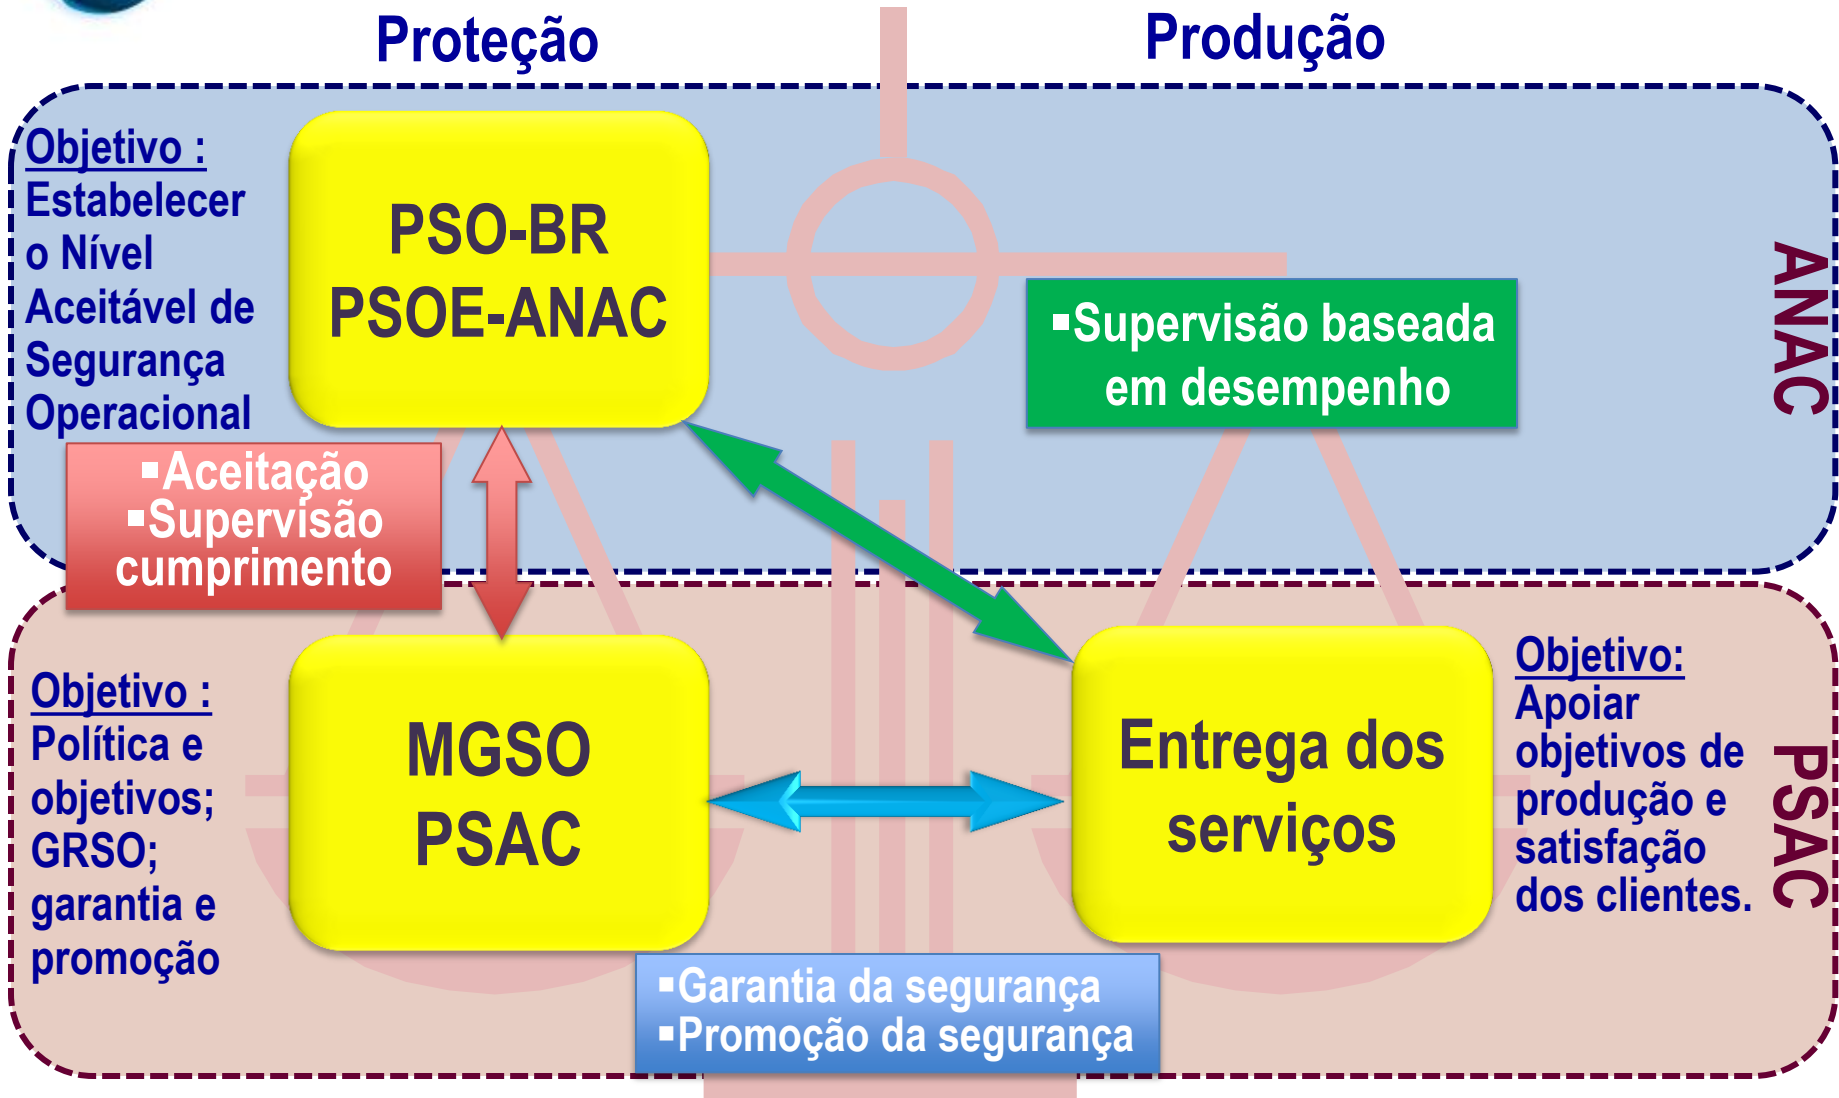 Proteção
Produção
Objetivo :
Estabelecer
o Nível
Aceitável de
Segurança
Operacional
PSO-BR
PSOE-ANAC
▪Supervisão baseada
em desempenho
ANAC
▪Aceitação
▪Supervisão
cumprimento
Objetivo :
Política e
objetivos;
GRSO;
garantia e
promoção
MGSO
PSAC
Entrega dos
serviços
Objetivo:
Apoiar
objetivos de
produção e
satisfação
dos clientes.
PSAC
▪Garantia da segurança
▪Promoção da segurança